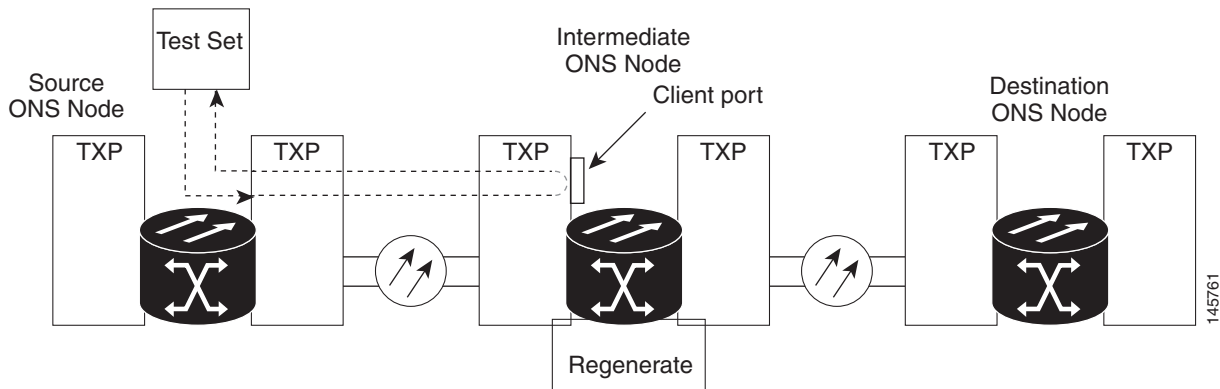 Test Set
Intermediate
ONS Node
Client port
Source
ONS Node
Destination
ONS Node
TXP
TXP
TXP
TXP
TXP
TXP
Regenerate
145761